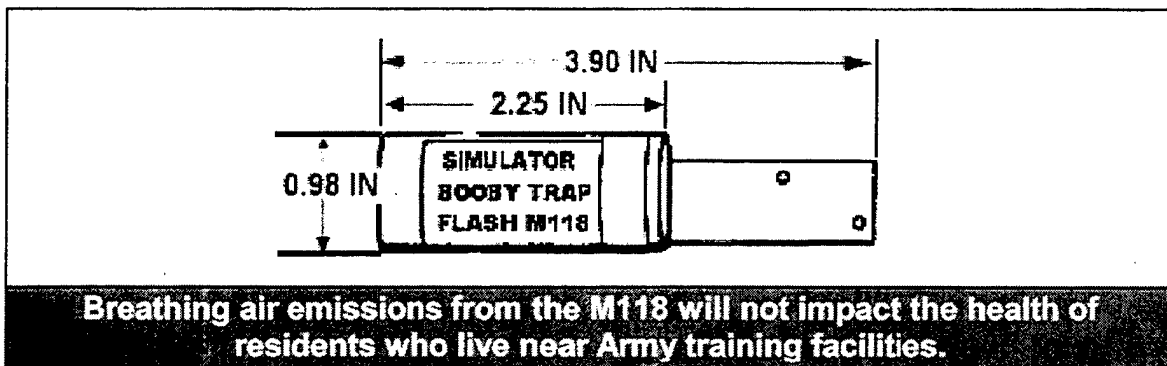 3.90 IN
2.25 IN
0.98 IN
SIMULATOR
BOOBY TRAP
FLASH M118
Breathing air emissions from the M118 will not impact the health of
residents who live near Army training facilities.